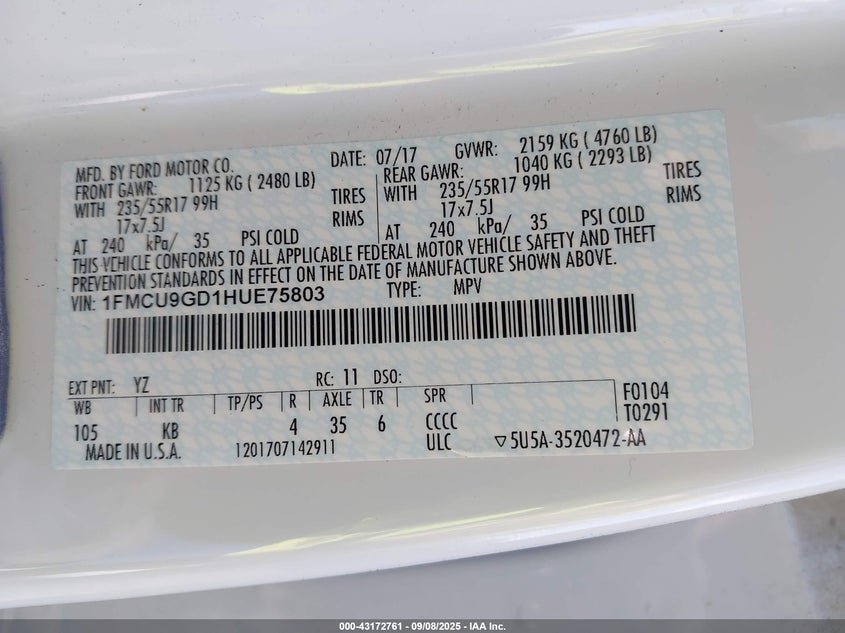 MFD. BY FORD MOTOR CO. DATE: 07/17 GVWR: 2159 KG ( 4760 LB)
FRONT GAWR: 1125 KG ( 2480 LB) REAR GAWR: 1040 KG ( 2293 LB)
WITH 235/55R17 99H TIRES WITH 235/55R17 99H TIRES
17x7.5J RIMS 17x7.5J RIMS
AT 240 kPa/ 35 PSI COLD AT 240 kPa/ 35 PSI COLD
THIS VEHICLE CONFORMS TO ALL APPLICABLE FEDERAL MOTOR VEHICLE SAFETY AND THEFT
PREVENTION STANDARDS IN EFFECT ON THE DATE OF MANUFACTURE SHOWN ABOVE.
VIN: 1FMCU9GD1HUE75803 TYPE: MPV
EXT PNT: YZ RC: 11 DSO:
WB INT TR TP/PS R AXLE TR SPR F0104
105 KB 4 35 6 CCCC T0291
MADE IN U.S.A. 1201707142911 ULC ▽5U5A-3520472-AA
000-43172761 | 09/08/2025 | IAA Inc.